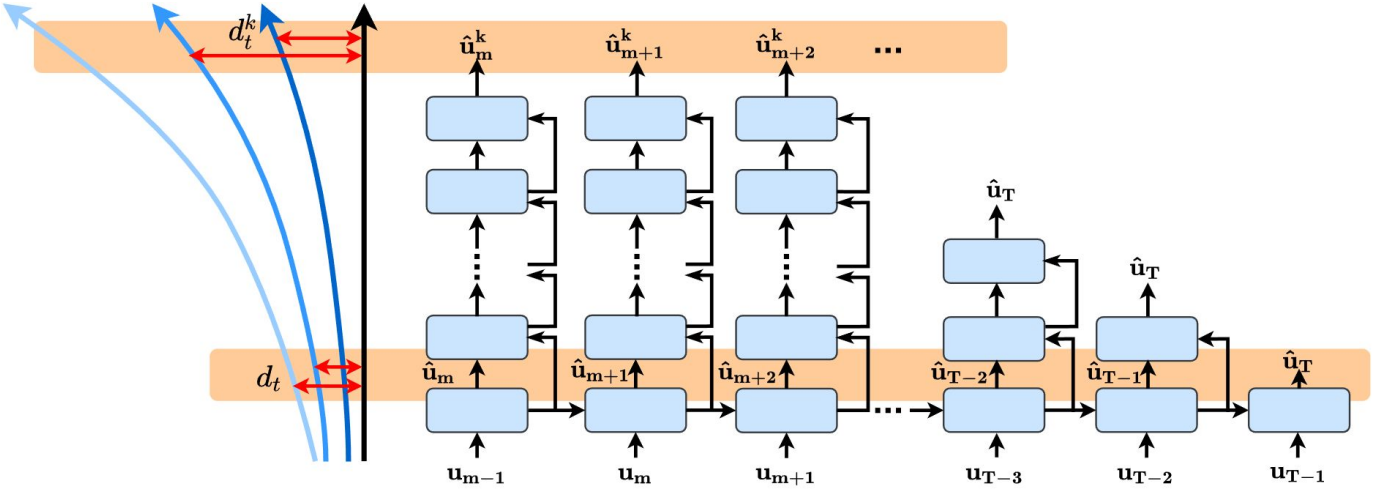 d_t^k
û_m^k û_{m+1}^k û_{m+2}^k ...
û_T
û_T
d_t û_m û_{m+1} û_{m+2} û_{T−2} û_{T−1} û_T
...
u_{m−1} u_m u_{m+1} u_{T−3} u_{T−2} u_{T−1}